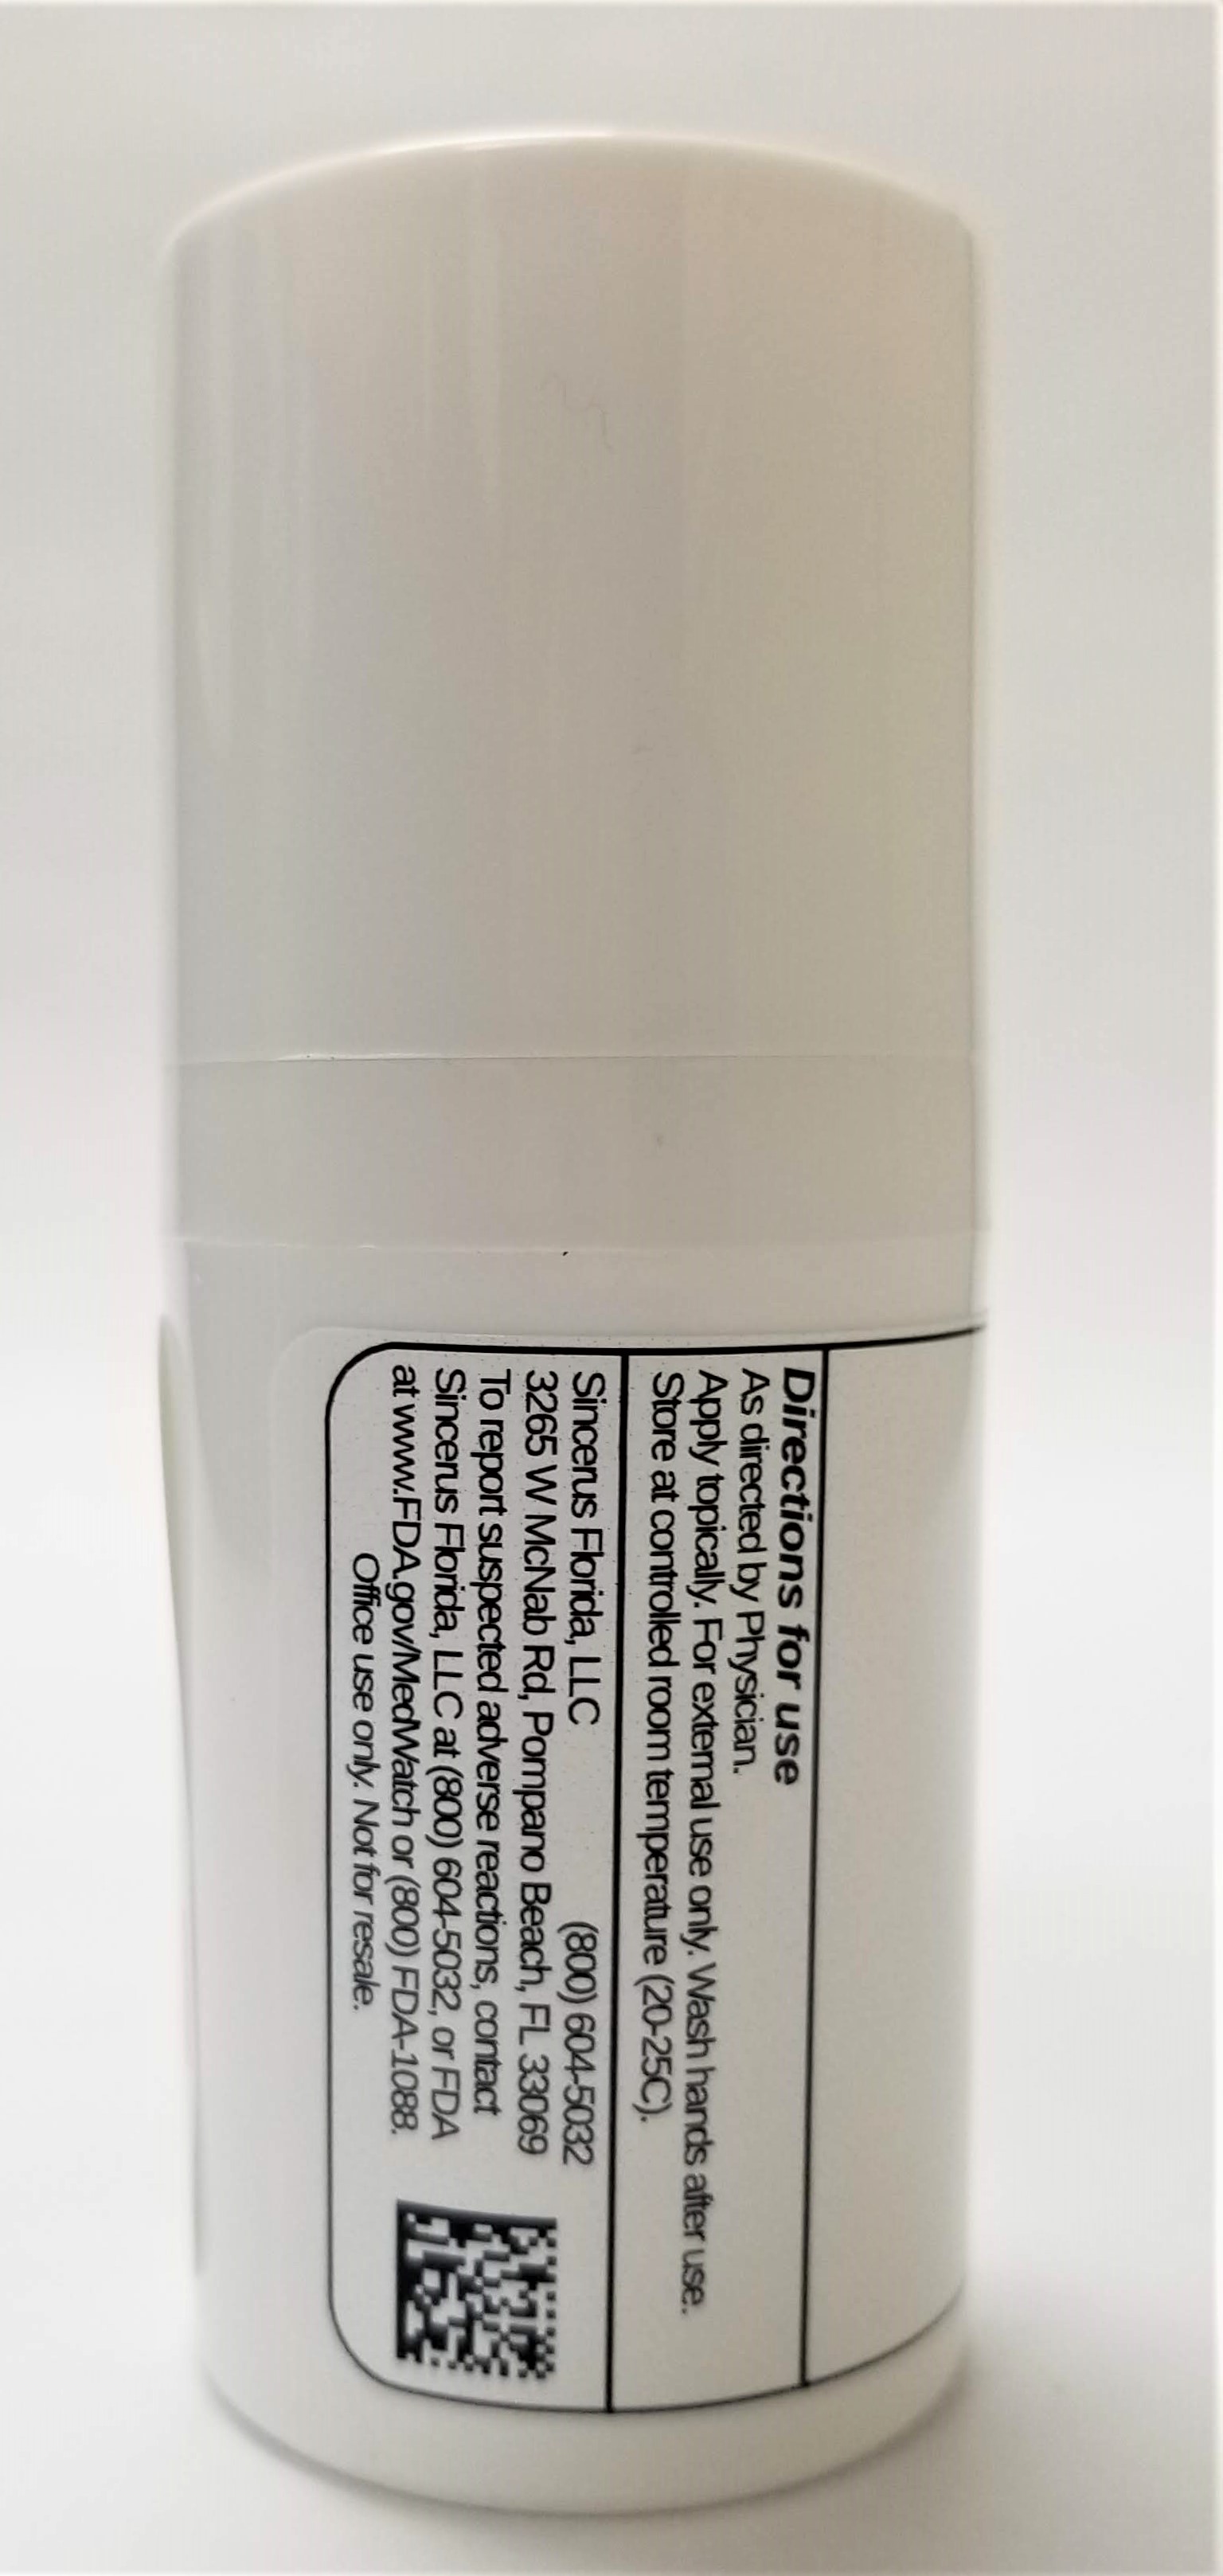 Directions for use
As directed by Physician.
Apply topically. For external use only. Wash hands after use.
Store at controlled room temperature (20-25C).
Sincerus Florida, LLC (800) 604-5032
3265 W McNab Rd, Pompano Beach, FL 33069
To report suspected adverse reactions, contact
Sincerus Florida, LLC at (800) 604-5032, or FDA
at www.FDA.gov/MedWatch or (800) FDA-1088.
Office use only. Not for resale.